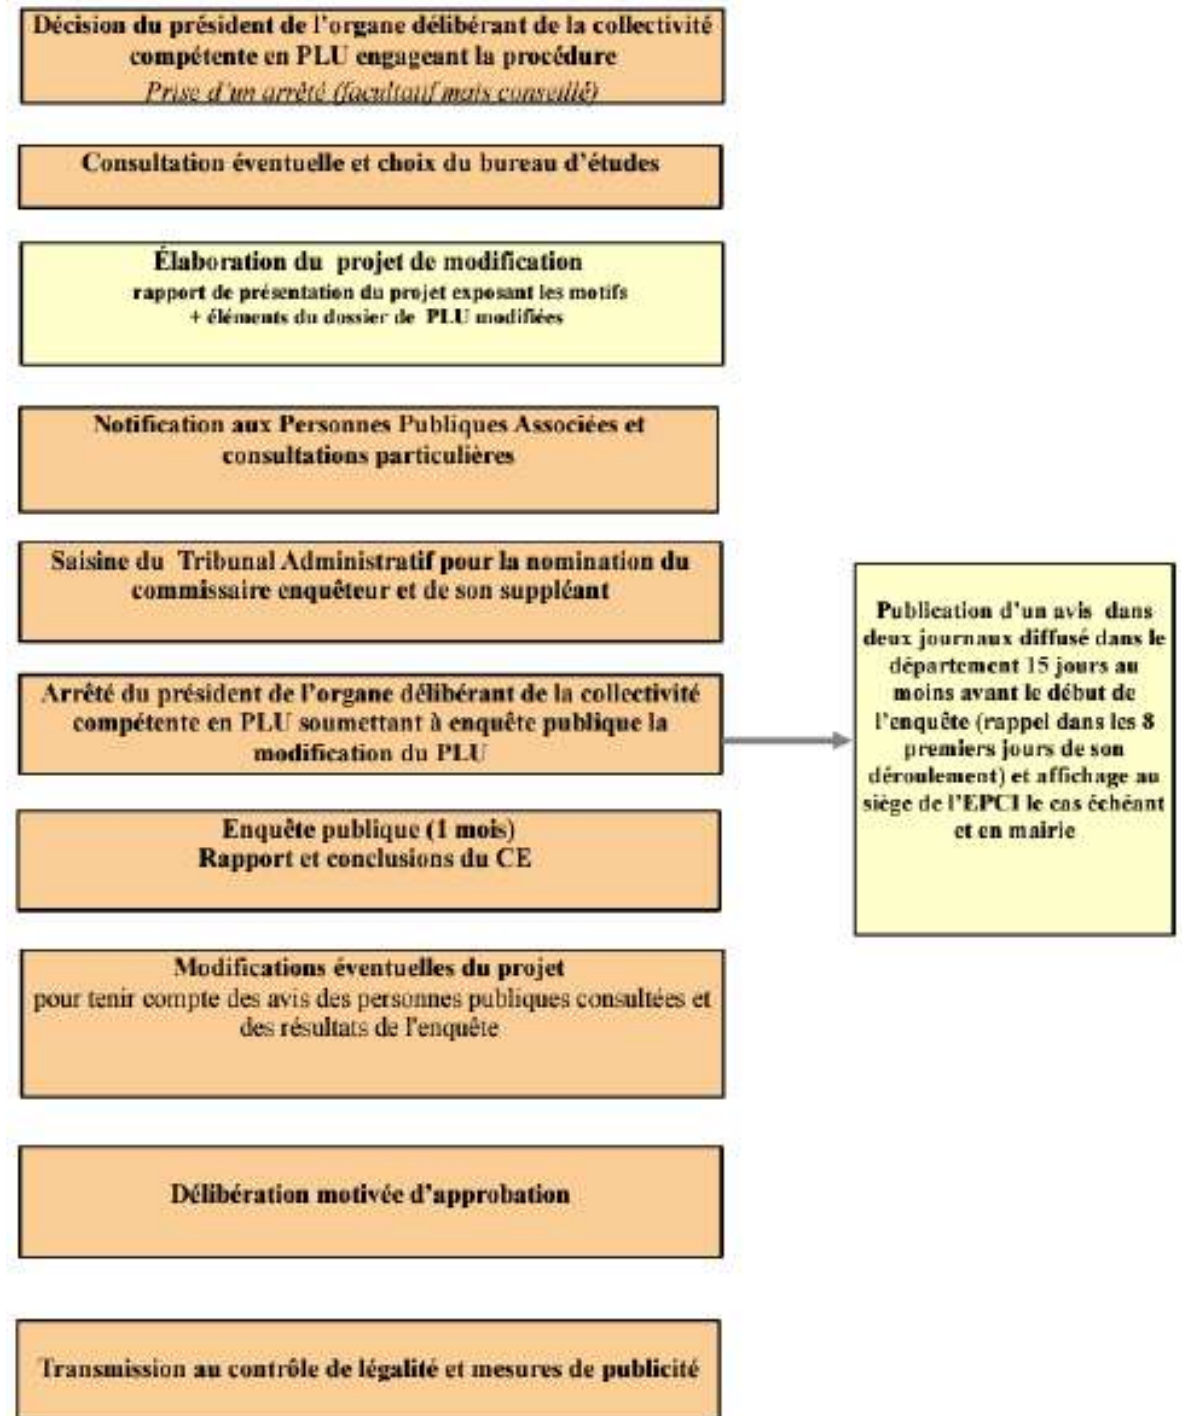 Décision du président de l'organe délibérant de la collectivité
compétente en PLU engageant la procédure
Prise d'un arrêté (facultatif mais conseillé)
Consultation éventuelle et choix du bureau d'études
Élaboration du projet de modification
rapport de présentation du projet exposant les motifs
+ éléments du dossier de PLU modifiées
Notification aux Personnes Publiques Associées et
consultations particulières
Saisine du Tribunal Administratif pour la nomination du
commissaire enquêteur et de son suppléant
Arrêté du président de l'organe délibérant de la collectivité
compétente en PLU soumettant à enquête publique la
modification du PLU
Publication d'un avis dans
deux journaux diffusé dans le
département 15 jours au
moins avant le début de
l'enquête (rappel dans les 8
premiers jours de son
déroulement) et affichage au
siège de l'EPCI le cas échéant
et en mairie
Enquête publique (1 mois)
Rapport et conclusions du CE
Modifications éventuelles du projet
pour tenir compte des avis des personnes publiques consultées et
des résultats de l'enquête
Délibération motivée d'approbation
Transmission au contrôle de légalité et mesures de publicité